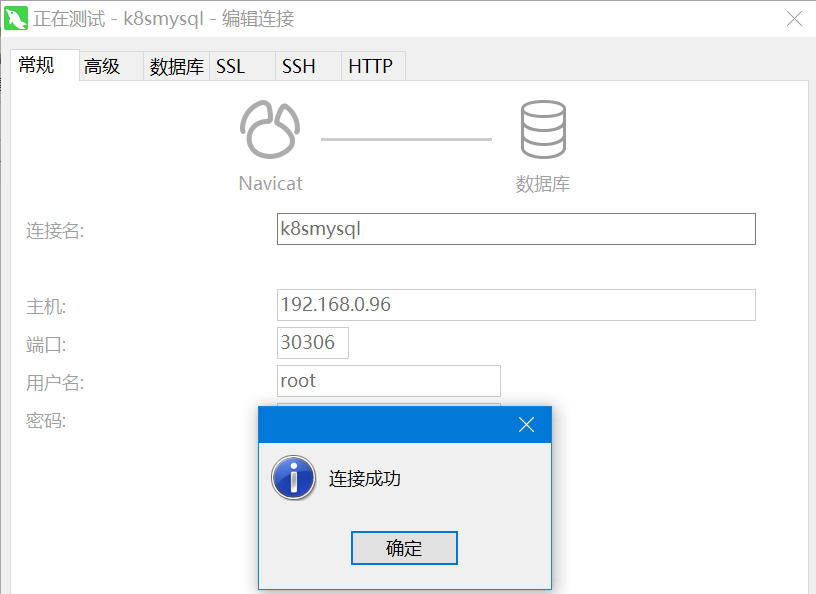 正在测试 - k8smysql - 编辑连接
常规 高级 数据库 SSL SSH HTTP
Navicat 数据库
连接名: k8smysql
主机: 192.168.0.96
端口: 30306
用户名: root
密码:
连接成功
确定